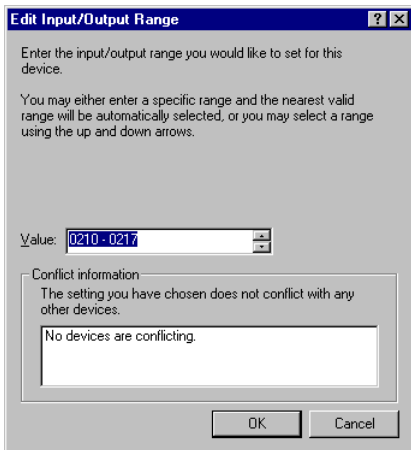 Edit Input/Output Range
Enter the input/output range you would like to set for this
device.
You may either enter a specific range and the nearest valid
range will be automatically selected, or you may select a range
using the up and down arrows.
Value: 0210 - 0217
Conflict information
The setting you have chosen does not conflict with any
other devices.
No devices are conflicting.
OK Cancel